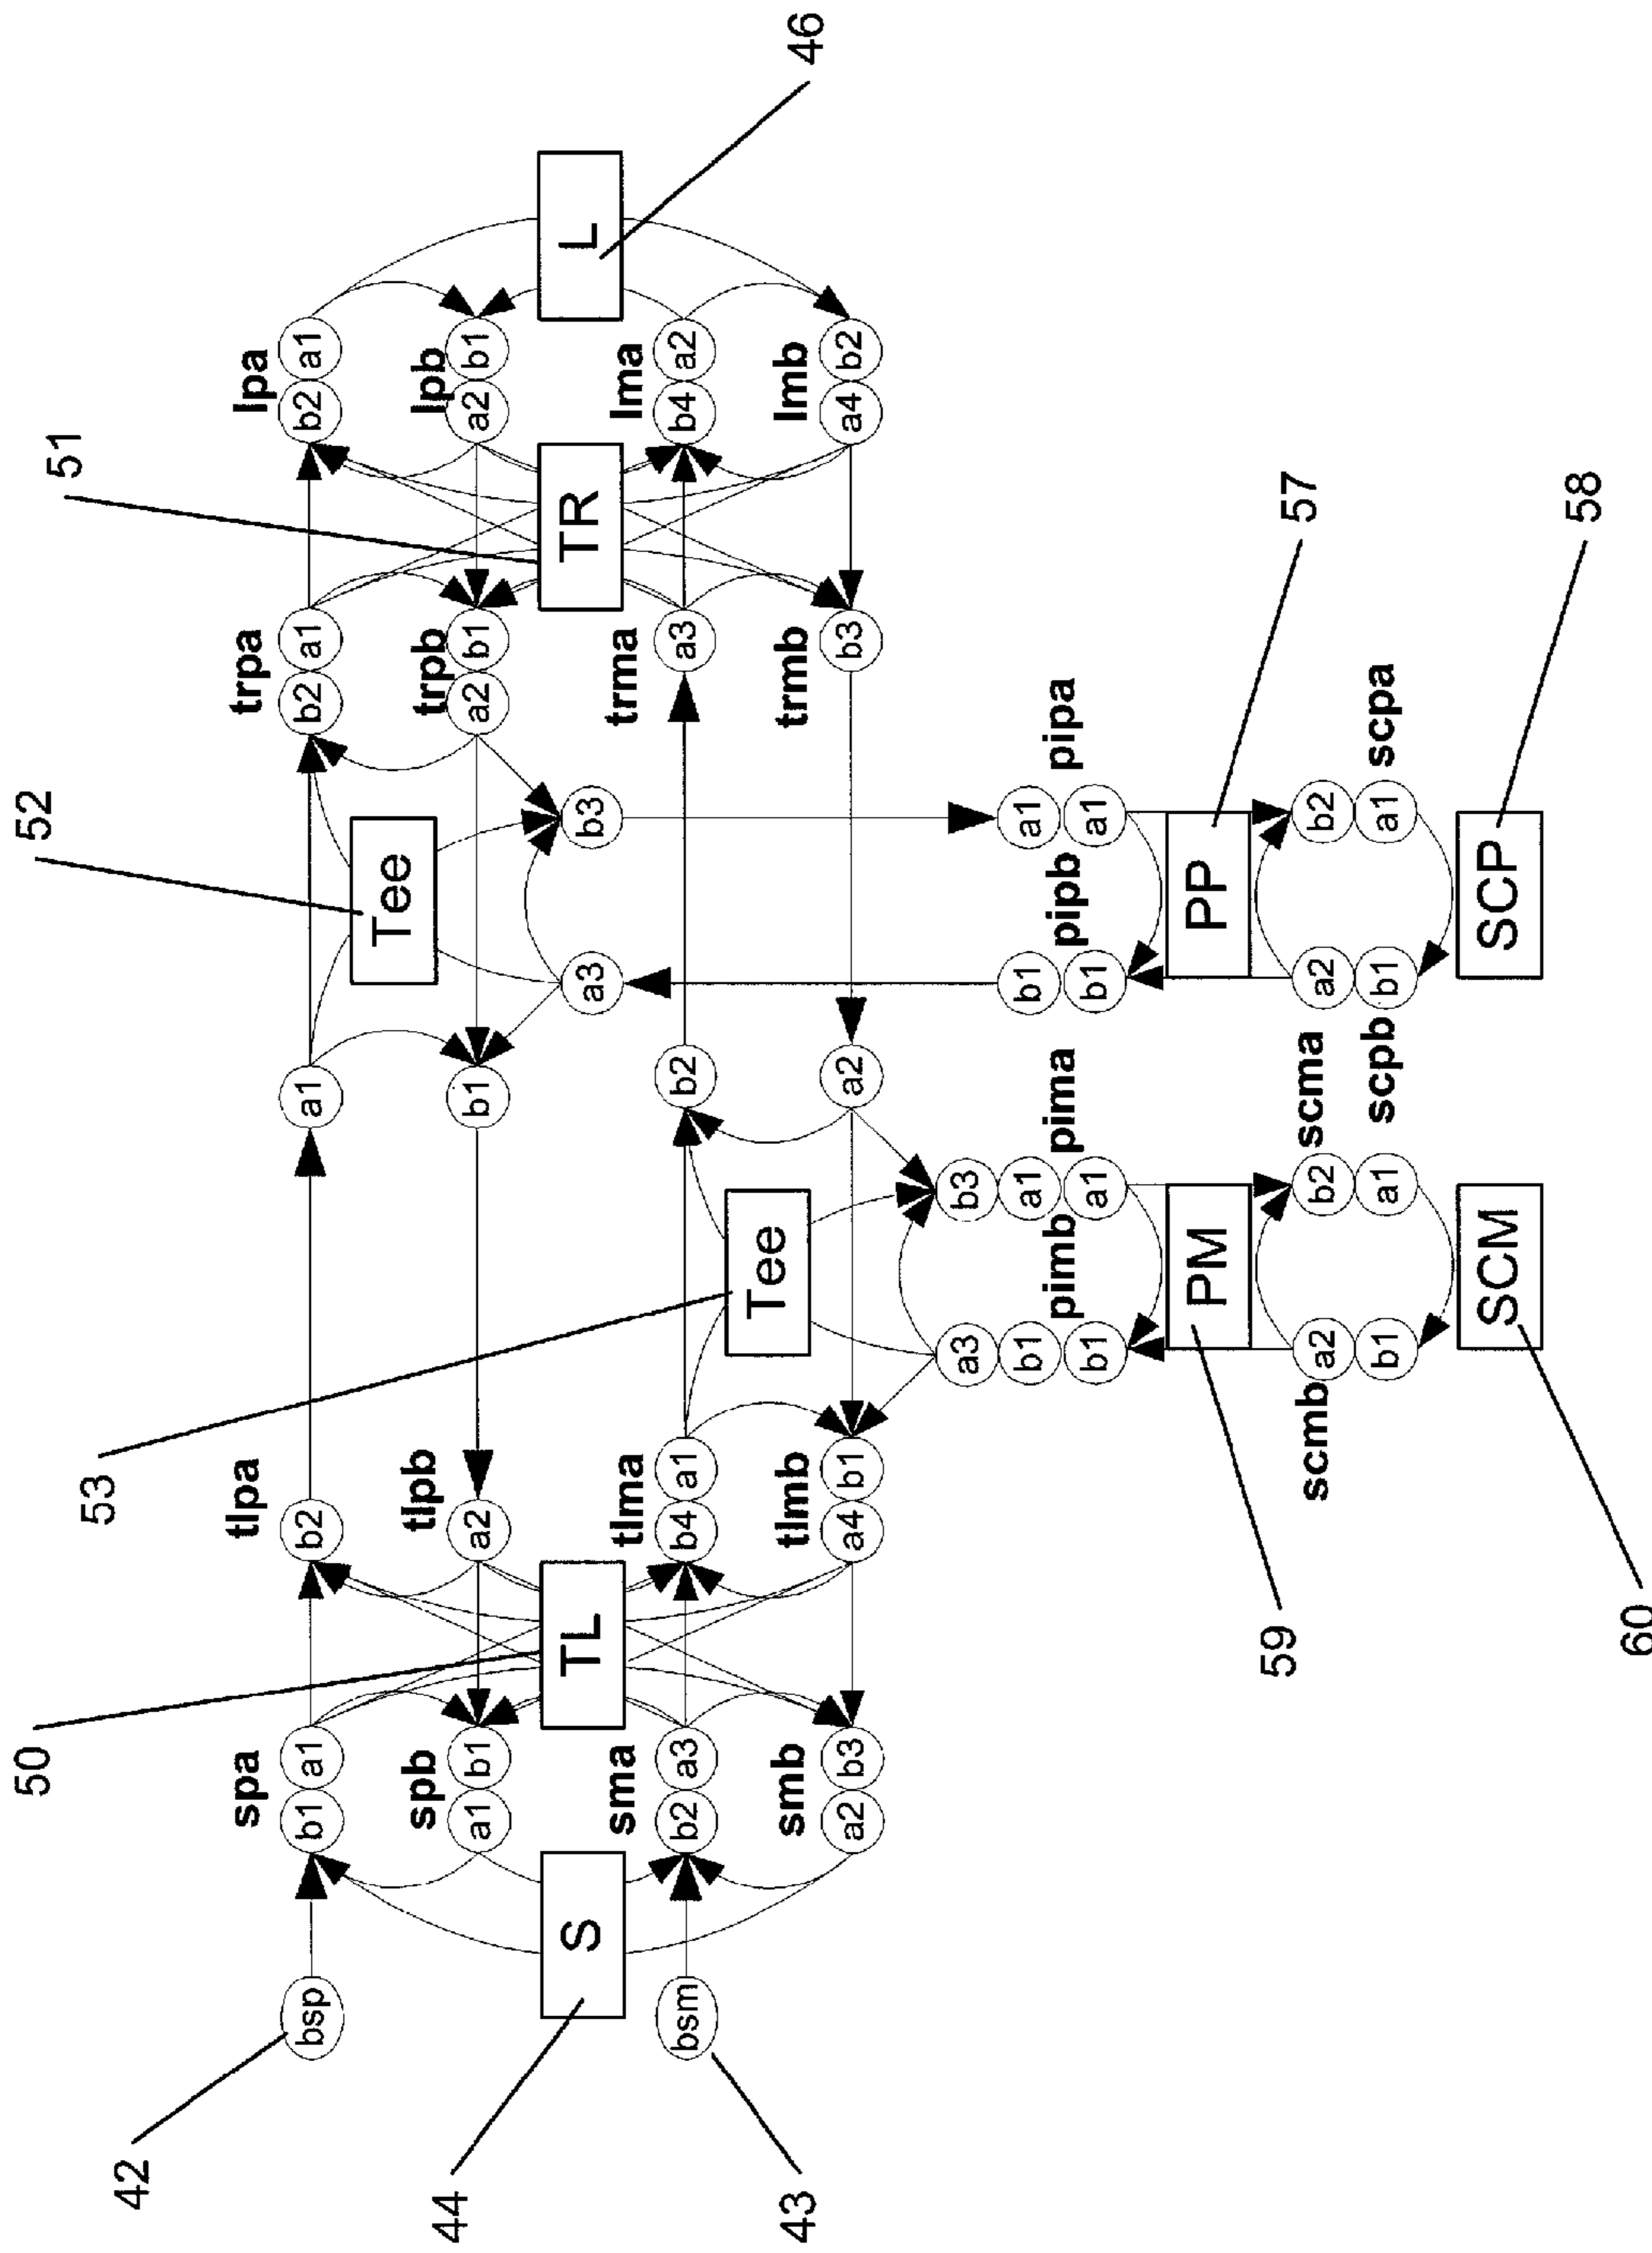 50
52
51
53
42
spa tlpa trpa lpa
bsp b1 a1 b2 a1 b2 a1 b2 a1
Tee
spb tlpb trpb lpb
44
a1 b1 a2 b1 a2 b1 a2 b1
S TL TR L
a3 b3
sma tlma trma lma
bsm b2 a3 b4 a1 b2 a3 b4 a2
Tee
smb tlmb trmb lmb
43
46
a2 b3 a4 b1 a2 b3 a4 b2
a3 b3
b1 a1 b1 a1
pimb pima pipb pipa
b1 a1 b1 a1
PM PP
59
57
scmb scma scpb scpa
a2 b2 a2 b2
b1 a1 b1 a1
SCM SCP
60
58